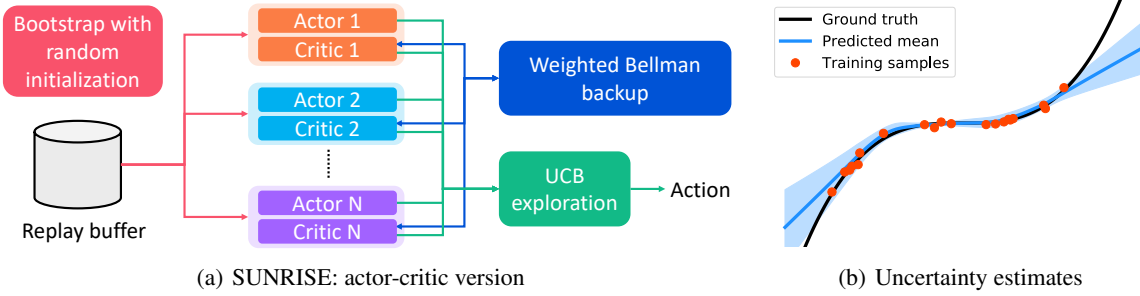 Bootstrap with
random
initialization
Replay buffer
Actor 1
Critic 1
Actor 2
Critic 2
Actor N
Critic N
Weighted Bellman
backup
UCB
exploration
Action
(a) SUNRISE: actor-critic version
Ground truth
Predicted mean
Training samples
(b) Uncertainty estimates